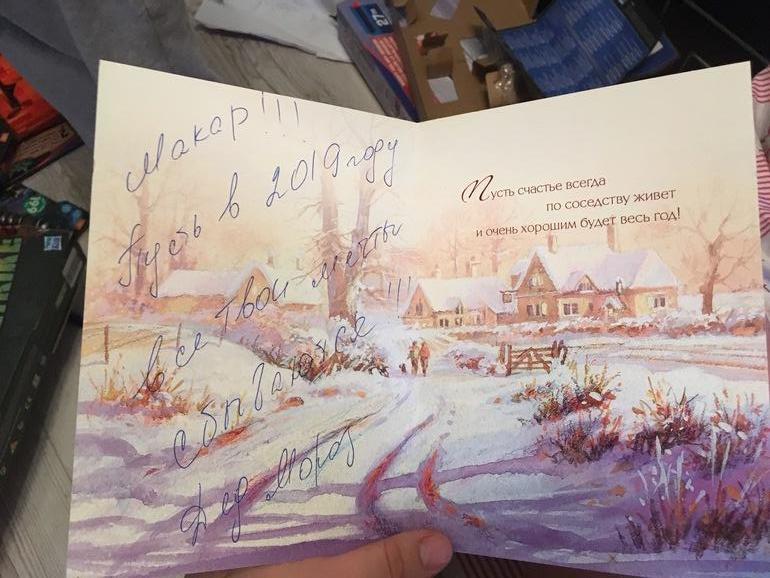 Макар!!!
Пусть в 2019 году
все твои мечты
сбываются!!!
Дед Мороз
Пусть счастье всегда
по соседству живет
и очень хорошим будет весь год!